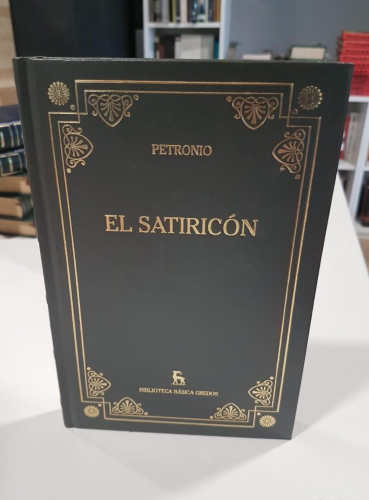 PETRONIO
EL SATIRICÓN
BIBLIOTECA BÁSICA GREDOS